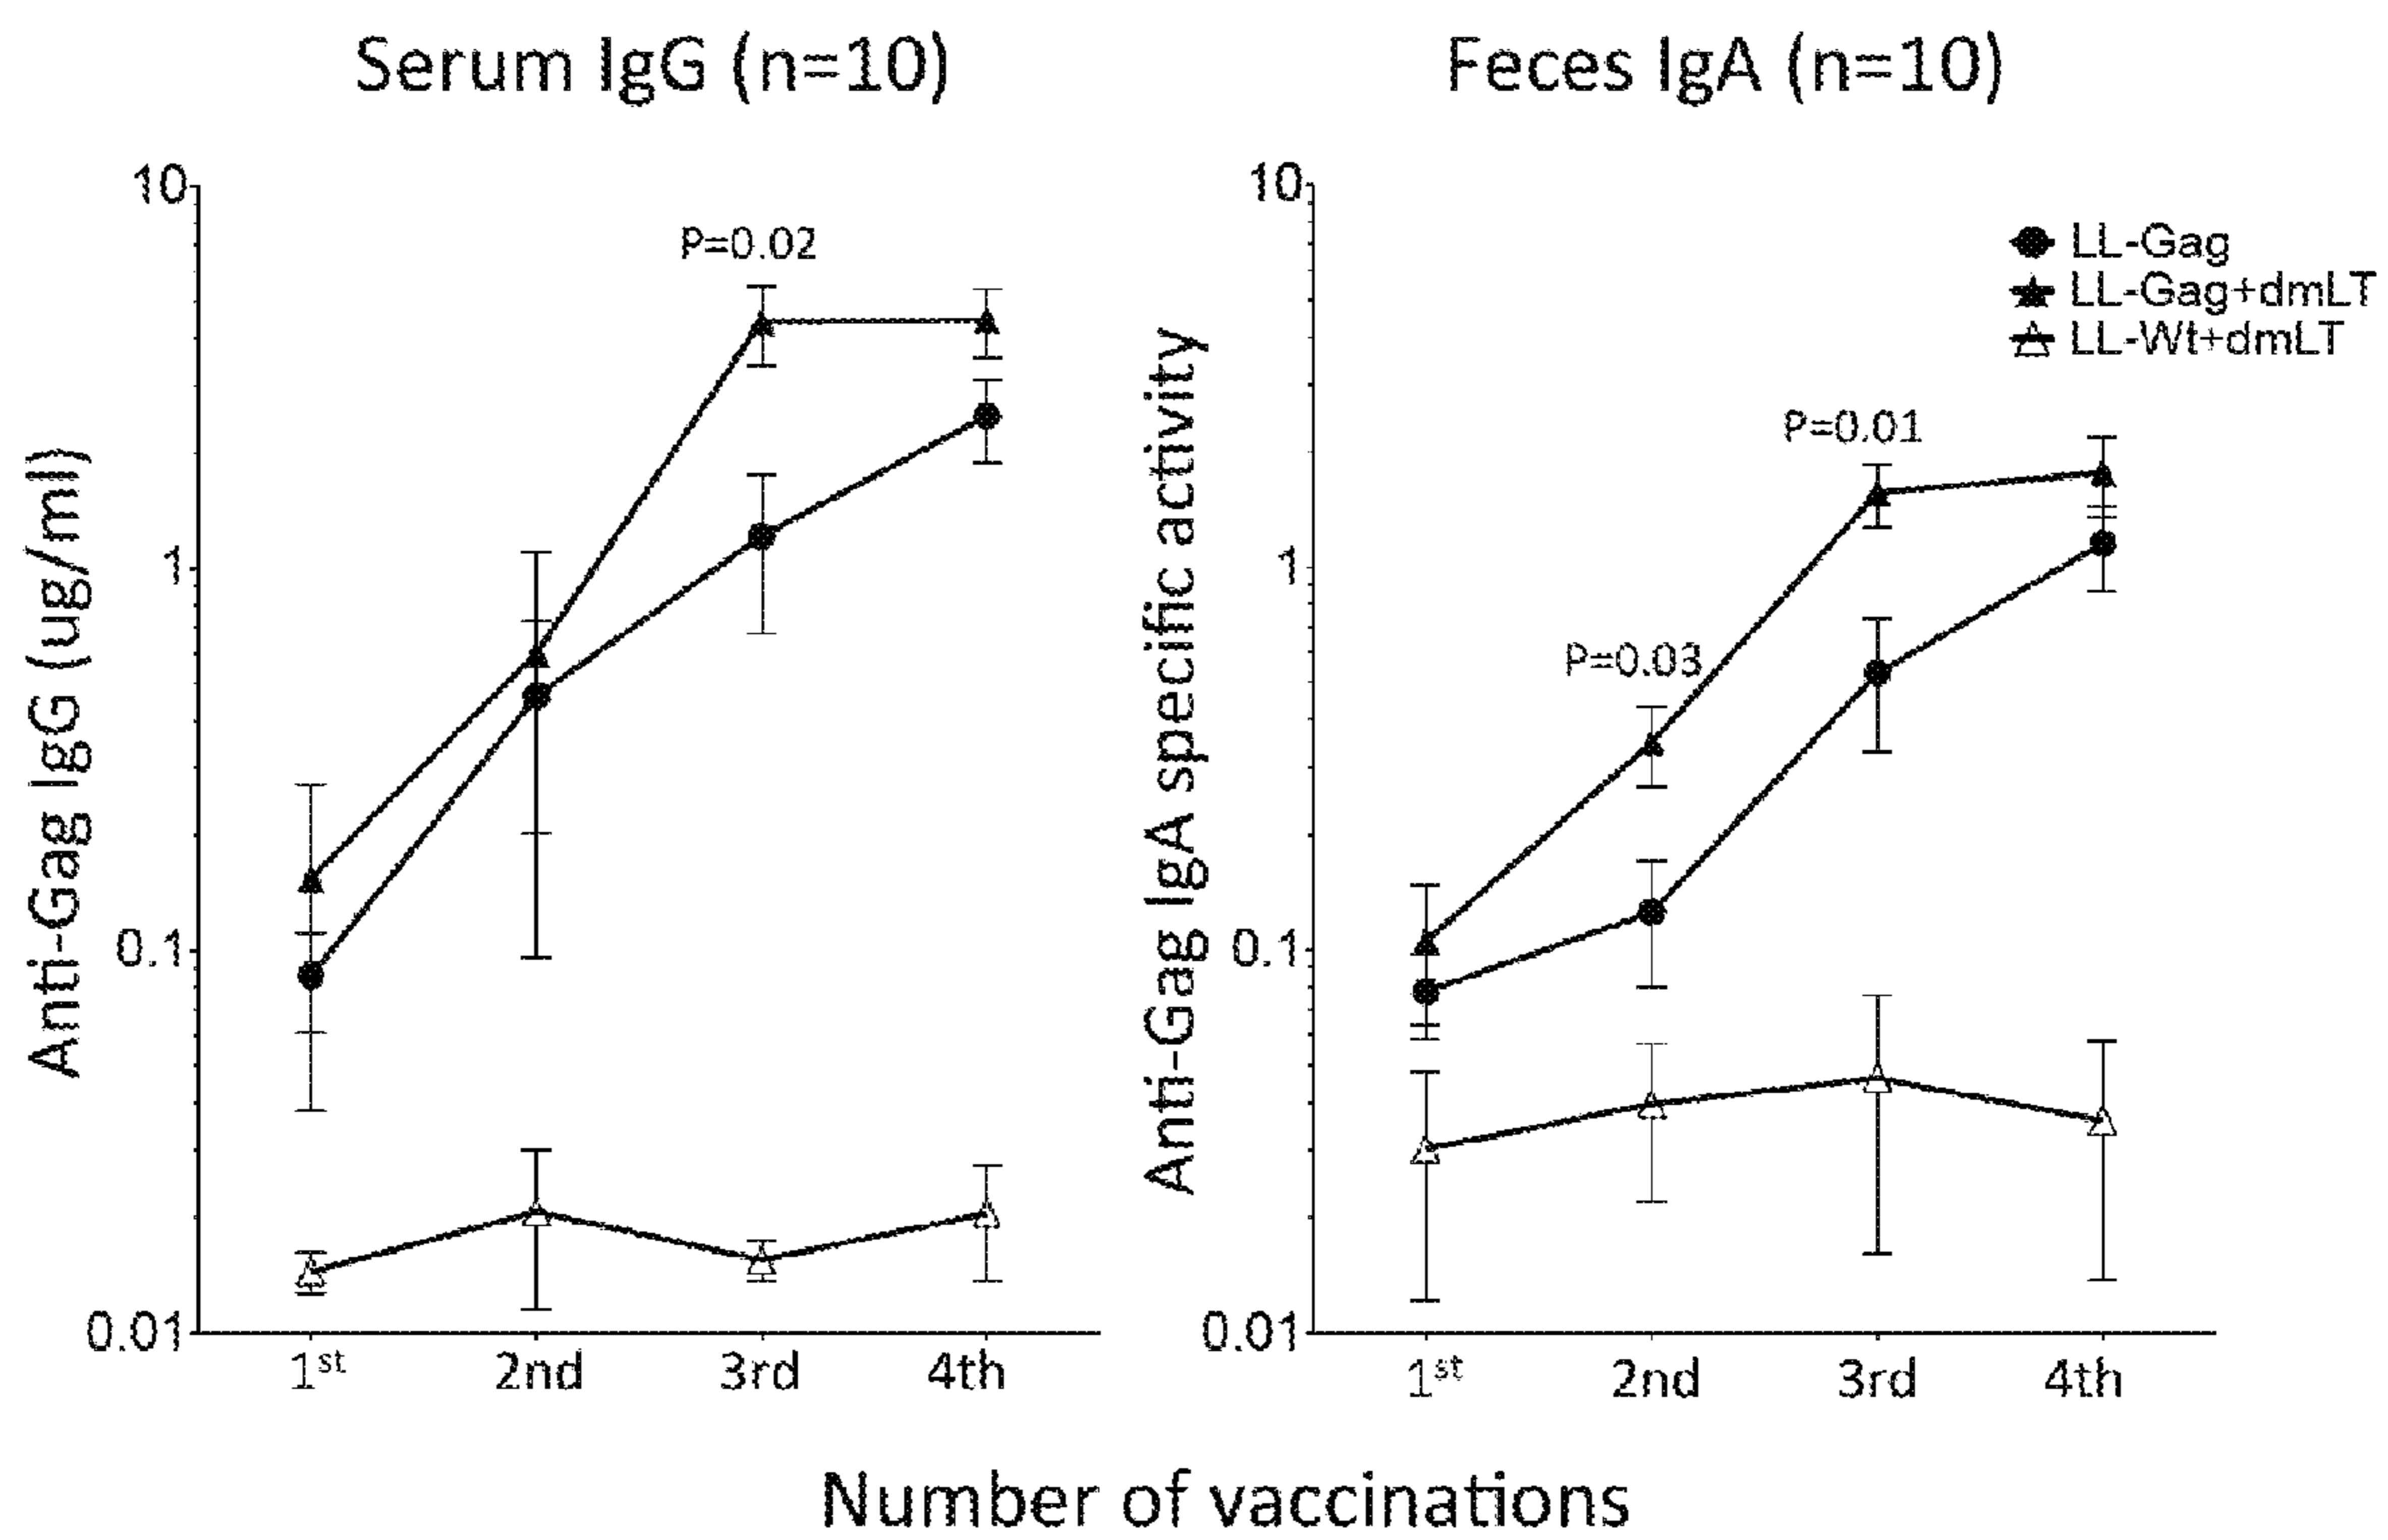 Serum IgG (n=10)
Anti-Gag IgG (ug/ml)
10
1
0.1
0.01
P=0.02
1st
2nd
3rd
4th
Feces IgA (n=10)
Anti-Gag IgA specific activity
10
1
0.1
0.01
LL-Gag
LL-Gag+dmLT
LL-Wt+dmLT
P=0.01
P=0.03
1st
2nd
3rd
4th
Number of vaccinations